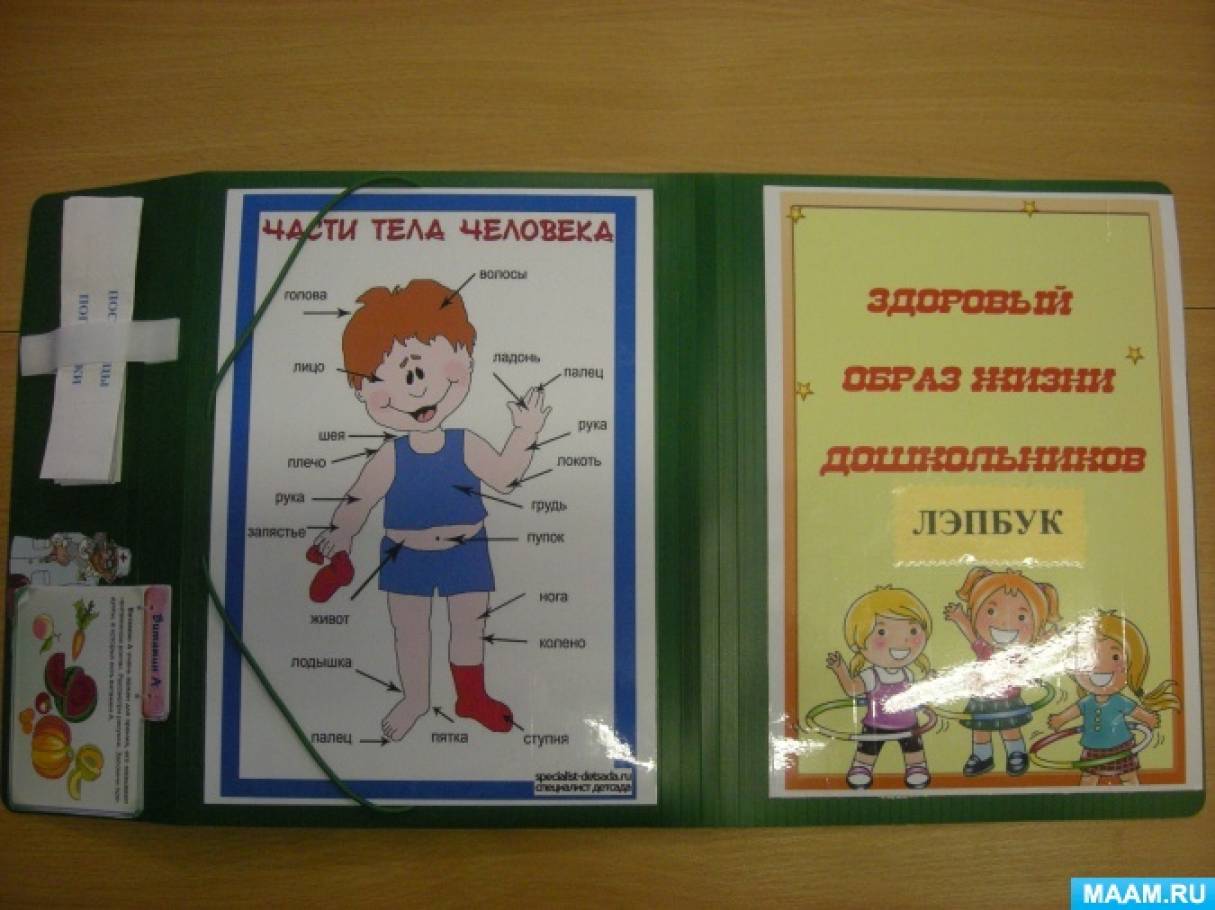 Витамин А
ЧАСТИ ТЕЛА ЧЕЛОВЕКА
волосы
голова
лицо
ладонь
палец
шея
рука
плечо
локоть
рука
грудь
запястье
пупок
живот
нога
колено
лодышка
палец
пятка
ступня
specialist-detsada.ru
специалист детсада
ЗДОРОВЫЙ
ОБРАЗ ЖИЗНИ
ДОШКОЛЬНИКОВ
ЛЭПБУК
MAAM.RU